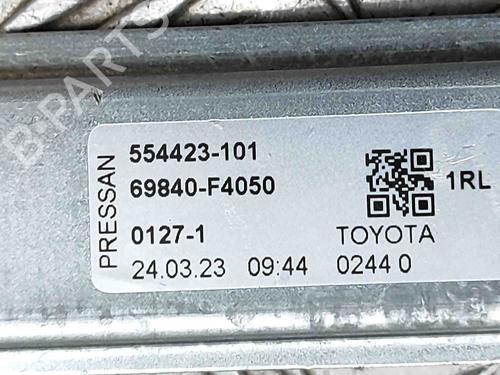 B-PARTS
PRESSAN
554423-101
69840-F4050
1RL
0127-1
TOYOTA
24.03.23 09:44
0244 0